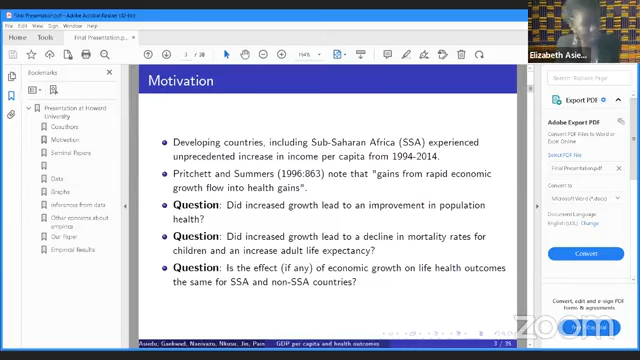 Final Presentation.pdf - Adobe Acrobat Reader DC (32-bit)
File Edit View Sign Window Help
Home Tools Final Presentation.p... ×
3 / 38
164%
Elizabeth Asie...
Bookmarks
Presentation at Howard
University
Coauthors
Motivation
Seminal Papers
Data
Graphs
Inferences from data
Other concerns about
empirics
Our Paper
Empirical Results
Motivation
Developing countries, including Sub-Saharan Africa (SSA) experienced
unprecedented increase in income per capita from 1994-2014.
Pritchett and Summers (1996:863) note that "gains from rapid economic
growth flow into health gains".
Question: Did increased growth lead to an improvement in population
health?
Question: Did increased growth lead to a decline in mortality rates for
children and an increase adult life expectancy?
Question: Is the effect (if any) of economic growth on life health outcomes
the same for SSA and non-SSA countries?
GDP per capita and health outcomes
3 / 35
Search
Export PDF
Adobe Export PDF
Convert PDF Files to Word
or Excel Online
Select PDF File
Final Presentation.pdf
Convert to
Microsoft Word (*.docx)
Document Language:
English (U.S.) Change
Convert
Convert, edit and e-sign PDF
forms & agreements
zoom